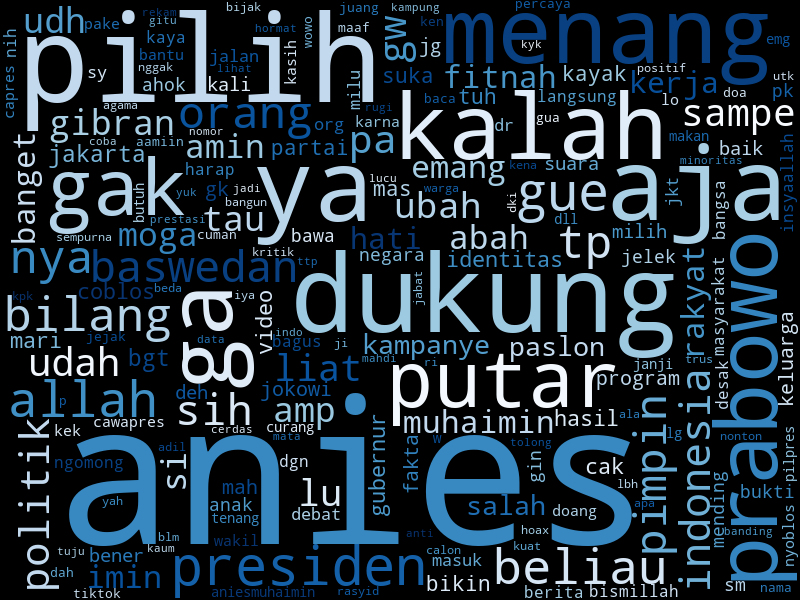 udh
gitu
rekam
bijak
hormat
juang
maaf
kampung
ken
percaya
pilih
menang
capres
nih
pake
kaya
bantu
jalan
lihat
nggak
kasih
wowo
milu
gw
jg
suka
kyk
positif
emg
sy
ahok
kali
fitnah
kayak
kerja
doa
utk
agama
rugi
baca
tuh
langsung
gua
lo
pk
gibran
orang
nomor
org
karna
dr
kalah
sampe
makan
coba
aamiin
amin
partai
pa
jakarta
harap
emang
suara
baik
minoritas
banget
gak
ya
gk
jadi
lucu
mas
kena
gue
aja
yuk
butuh
bangun
warga
ubah
dki
jkt
bangsa
insyaallah
prestasi
tau
moga
cuman
bawa
hati
abah
tp
dll
milih
sempurna
kritik
nya
baswedan
ttp
negara
identitas
jelek
kpk
coblos
beda
iya
video
indo
jabat
dukung
rakyat
masyarakat
prabowo
bilang
ga
data
mari
jejak
bagus
ji
kampanye
paslon
janji
trus
udah
bgt
liat
mahdi
ri
putar
program
desak
keluarga
allah
deh
jokowi
p
sih
amp
muhaimin
hasil
ala
indonesia
kek
cawapres
cerdas
curang
mata
politik
adil
anies
gubernur
fakta
W
tolong
pimpin
lg
nonton
pilpres
ngomong
si
dgn
gin
cak
mending
mah
lu
lbh
bukti
yah
anak
tenang
debat
salah
doang
apa
nyoblos
blm
anti
hoax
banding
tuju
bener
kaum
wakil
calon
kuat
dah
imin
presiden
masuk
beliau
tiktok
aniesmuhaimin
rasyid
bikin
berita
bismillah
sm
nama